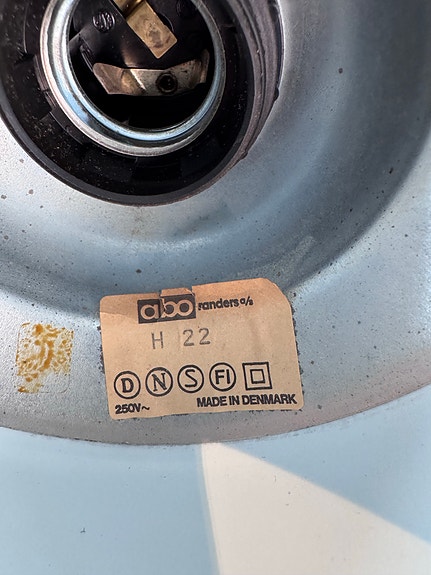 abo randers a/s
H 22
D N S FI
250V~ MADE IN DENMARK